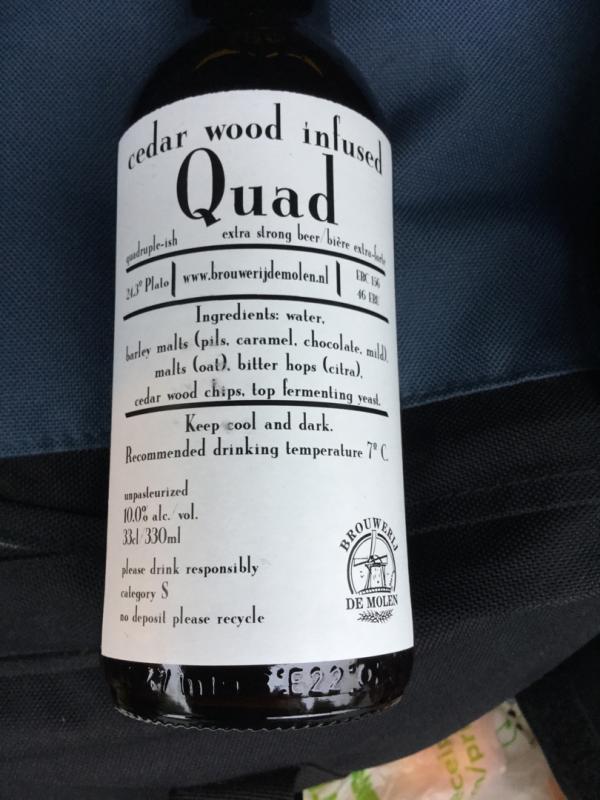 cedar wood infused
Quad
quadruple-ish extra strong beer/bière extra-forte
24.3° Plato www.brouwerijdemolen.nl EBC 156
46 EBU
Ingredients: water,
barley malts (pils, caramel, chocolate, mild),
malts (oat), bitter hops (citra),
cedar wood chips, top fermenting yeast.
Keep cool and dark.
Recommended drinking temperature 7° C
unpasteurized
10.0% alc. vol.
33cl/330ml
please drink responsibly
category S
no deposit please recycle
BROUWERIJ
DE MOLEN